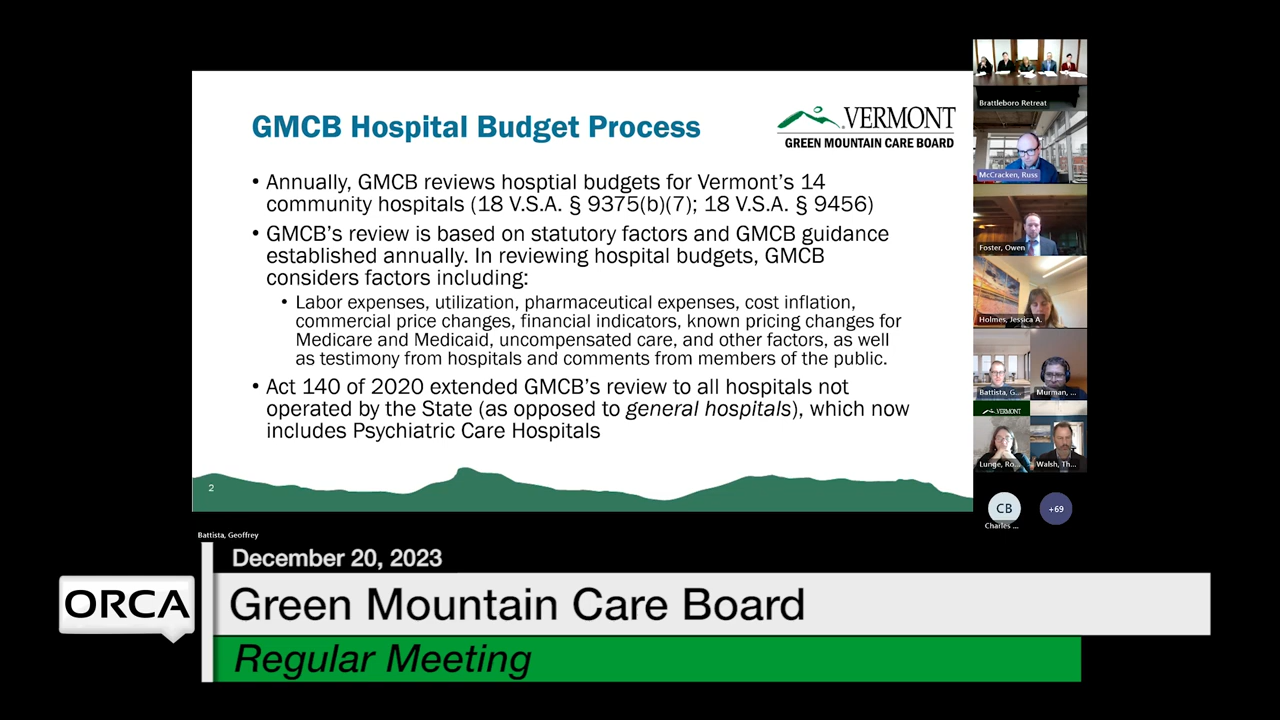 GMCB Hospital Budget Process
VERMONT
GREEN MOUNTAIN CARE BOARD
• Annually, GMCB reviews hosptial budgets for Vermont's 14
community hospitals (18 V.S.A. § 9375(b)(7); 18 V.S.A. § 9456)
• GMCB's review is based on statutory factors and GMCB guidance
established annually. In reviewing hospital budgets, GMCB
considers factors including:
• Labor expenses, utilization, pharmaceutical expenses, cost inflation,
commercial price changes, financial indicators, known pricing changes for
Medicare and Medicaid, uncompensated care, and other factors, as well
as testimony from hospitals and comments from members of the public.
• Act 140 of 2020 extended GMCB's review to all hospitals not
operated by the State (as opposed to general hospitals), which now
includes Psychiatric Care Hospitals
2
Brattleboro Retreat
McCracken, Russ
Foster, Owen
Holmes, Jessica A.
Battista, G...
Murman, ...
VERMONT
Lunge, Ro...
Walsh, Th...
CB
+69
Charles ...
Battista, Geoffrey
December 20, 2023
ORCA
Green Mountain Care Board
Regular Meeting